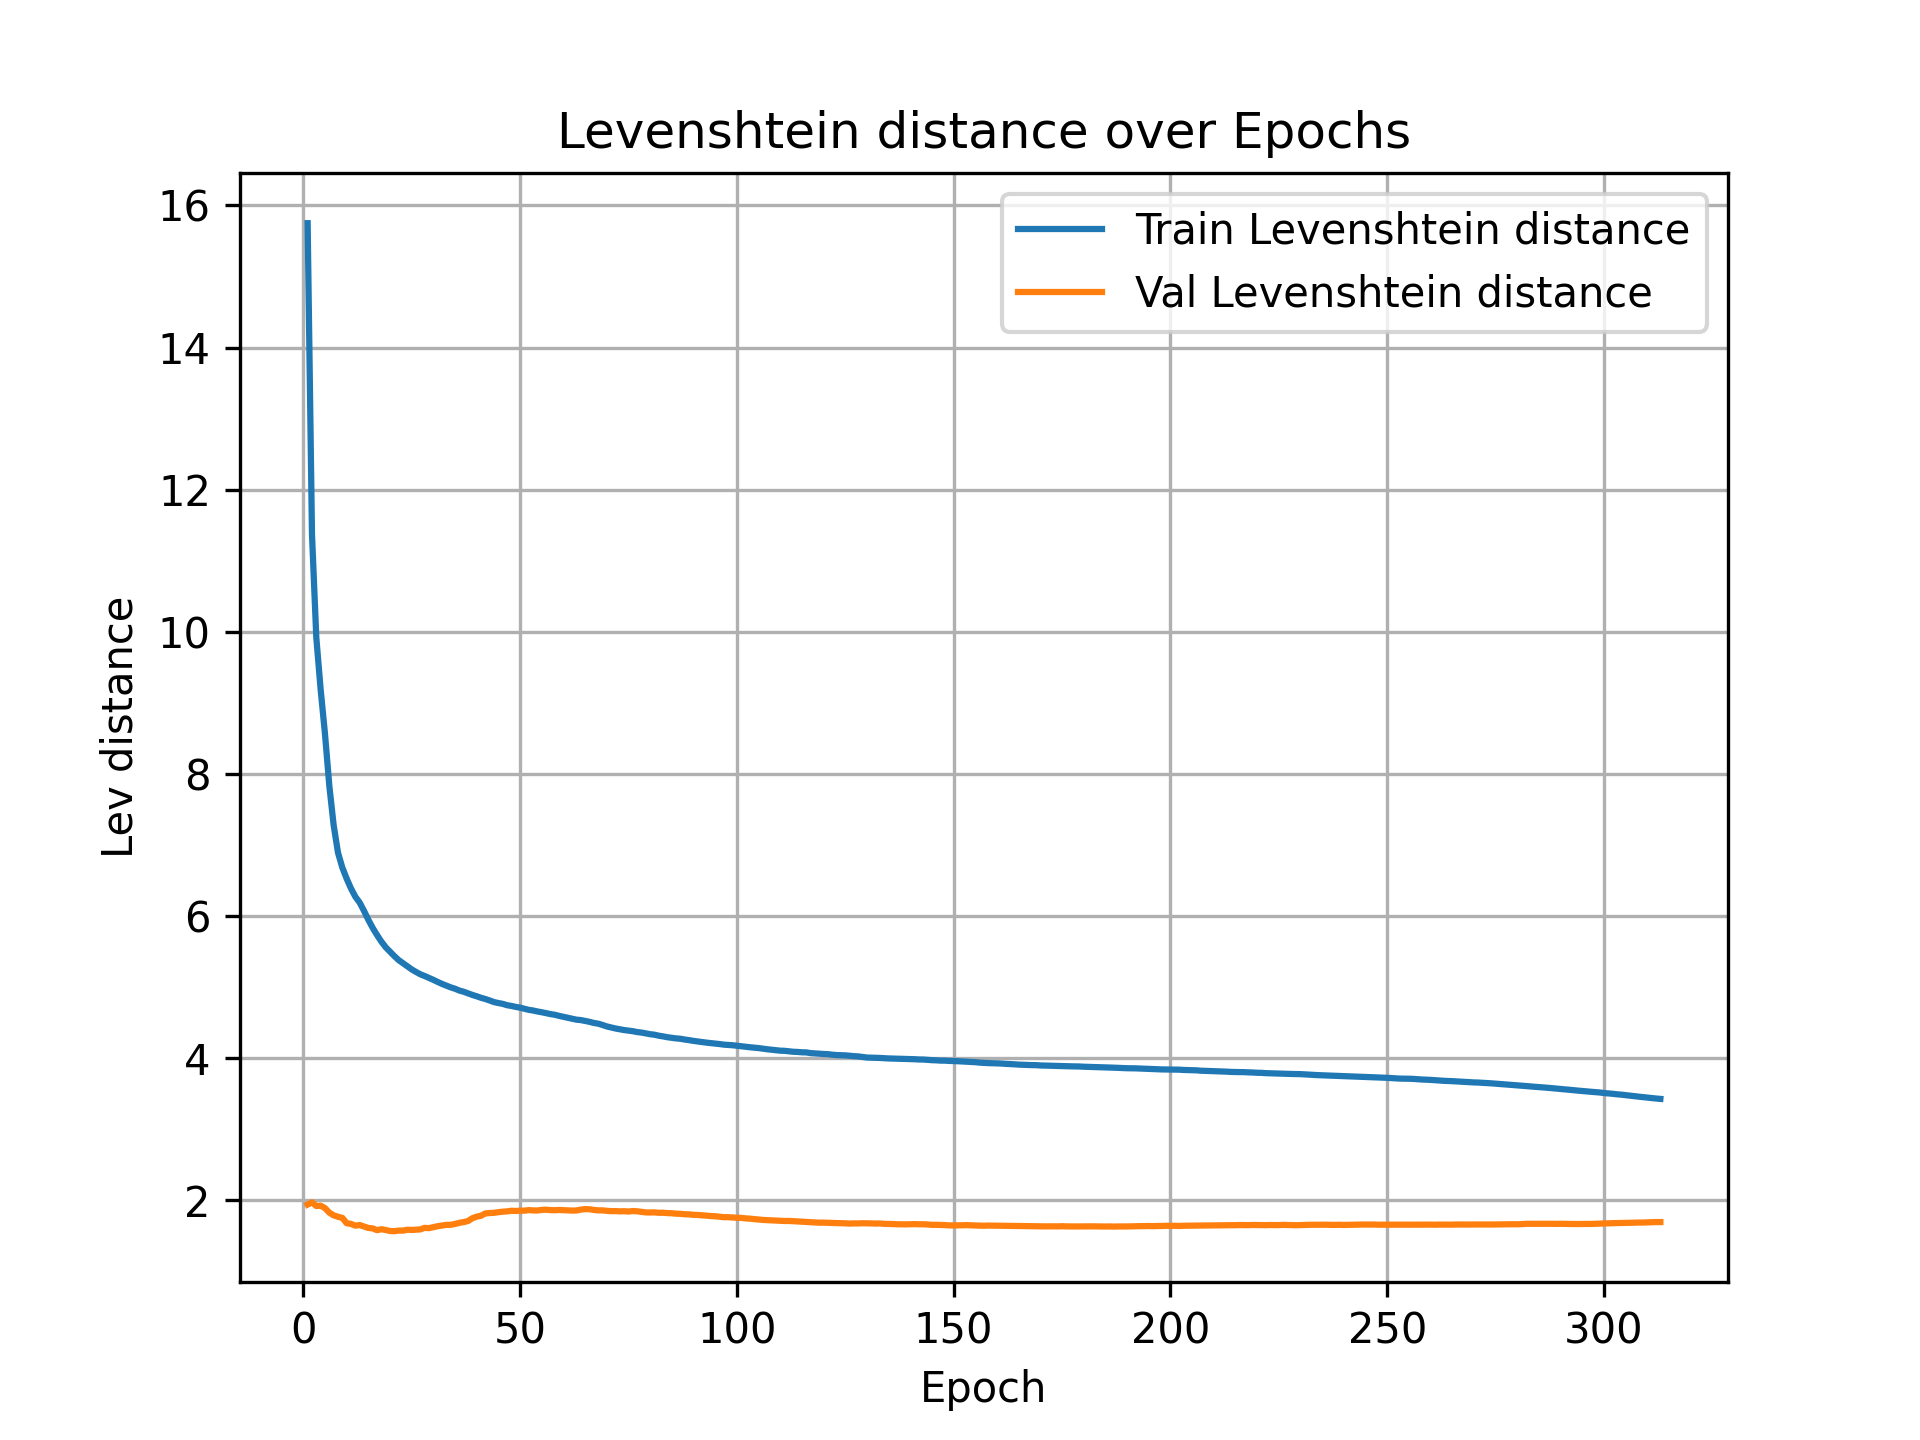 Levenshtein distance over Epochs
Train Levenshtein distance
Val Levenshtein distance
16
14
12
10
8
6
4
2
Lev distance
0 50 100 150 200 250 300
Epoch